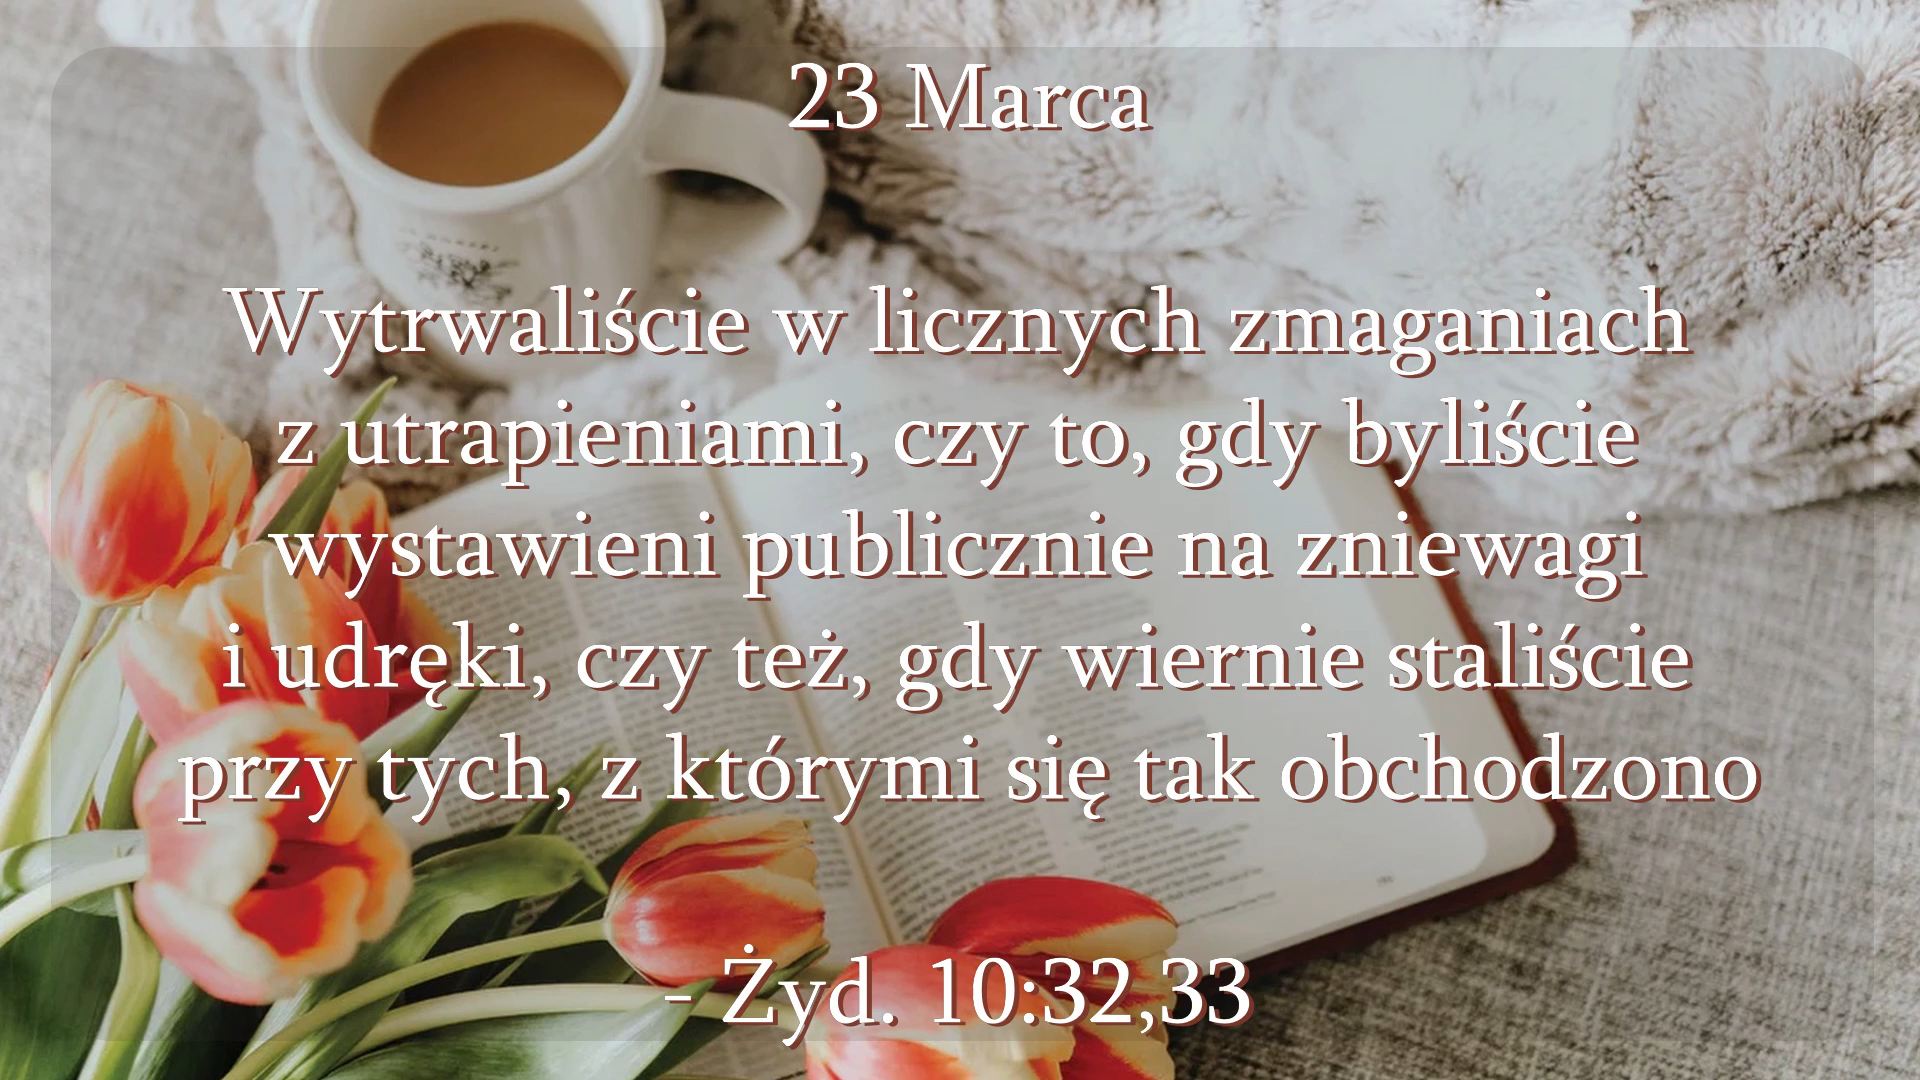 23 Marca
Wytrwaliście w licznych zmaganiach
z utrapieniami, czy to, gdy byliście
wystawieni publicznie na zniewagi
i udręki, czy też, gdy wiernie staliście
przy tych, z którymi się tak obchodzono
- Żyd. 10:32,33